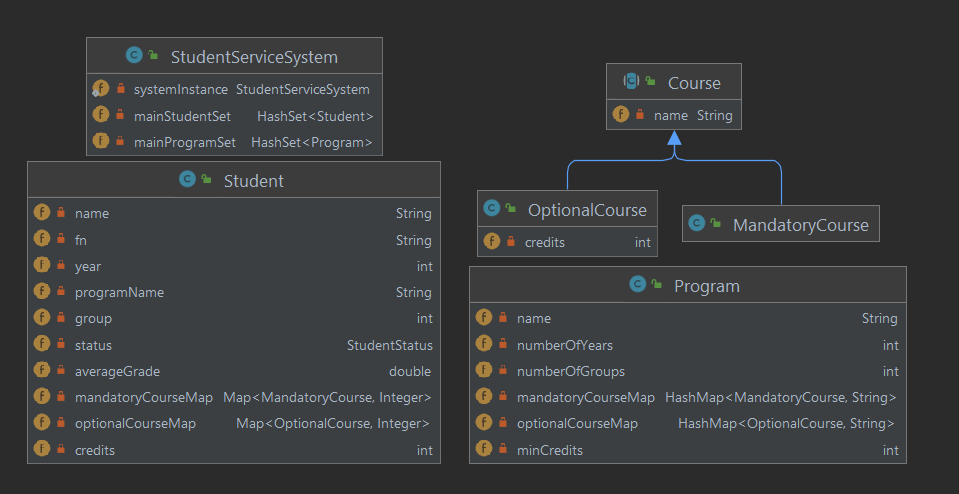 StudentServiceSystem
systemInstance StudentServiceSystem
mainStudentSet HashSet<Student>
mainProgramSet HashSet<Program>
Student
name String
fn String
year int
programName String
group int
status StudentStatus
averageGrade double
mandatoryCourseMap Map<MandatoryCourse, Integer>
optionalCourseMap Map<OptionalCourse, Integer>
credits int
Course
name String
OptionalCourse
credits int
MandatoryCourse
Program
name String
numberOfYears int
numberOfGroups int
mandatoryCourseMap HashMap<MandatoryCourse, String>
optionalCourseMap HashMap<OptionalCourse, String>
minCredits int